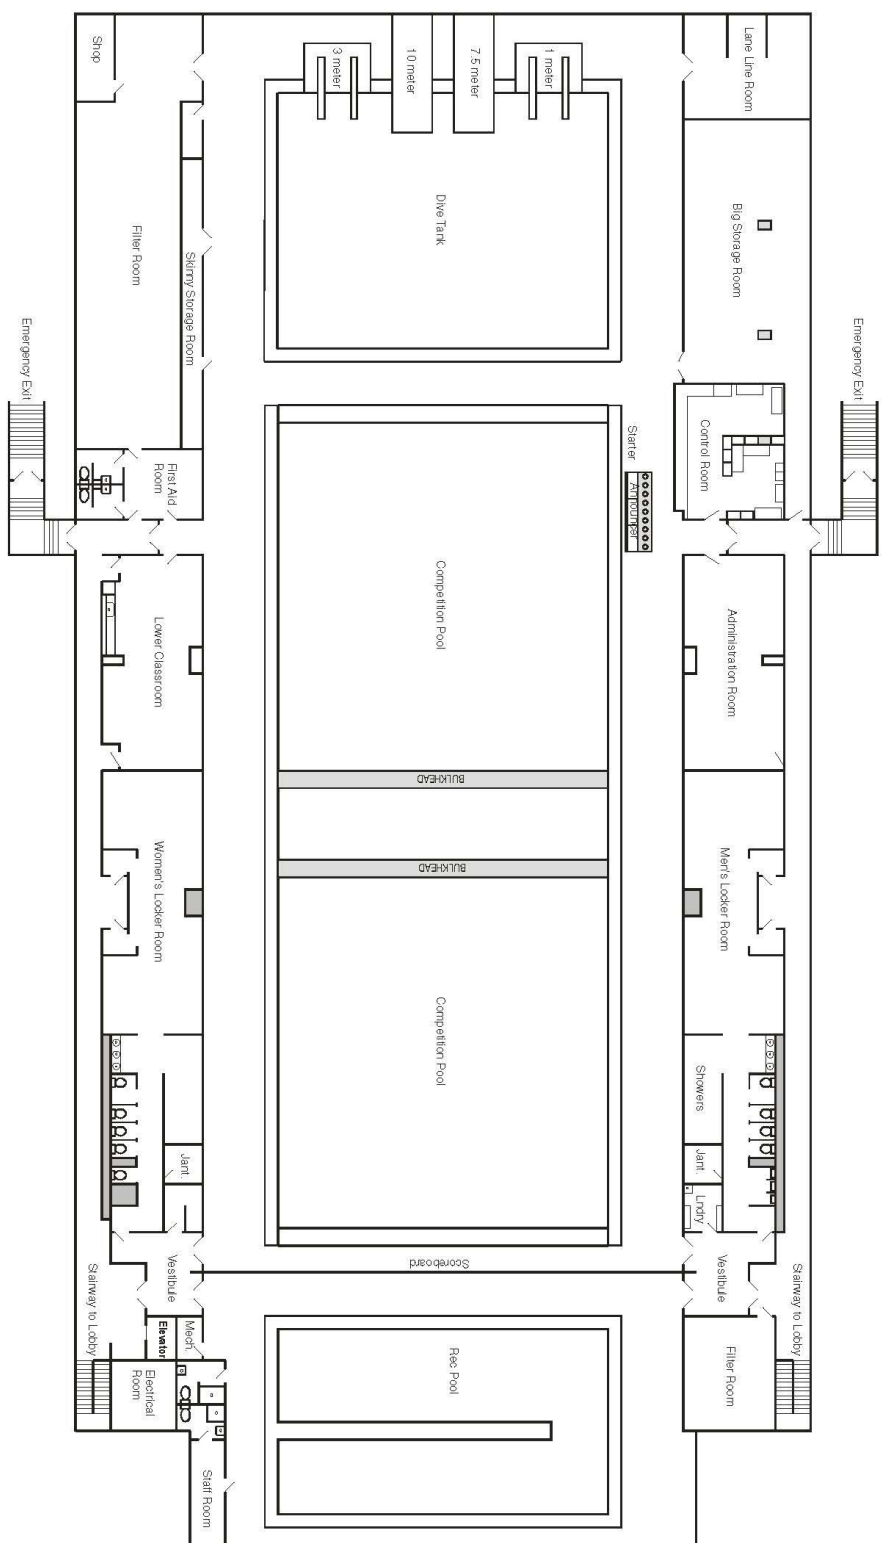 Shop
3 meter
10 meter
7.5 meter
1 meter
Lane Line Room
Dive Tank
Big Storage Room
Filter Room
Skinny Storage Room
Emergency Exit
Emergency Exit
First Aid
Room
Starter
Announcer
Control Room
Lower Classroom
Competition Pool
Administration Room
BULKHEAD
BULKHEAD
Women's Locker Room
Men's Locker Room
Competition Pool
Showers
Jant.
Jant.
Lndry
Vestibule
Scoreboard
Vestibule
Stairway to Lobby
Stairway to Lobby
Elevator
Mech.
Rec Pool
Filter Room
Electrical
Room
Staff Room